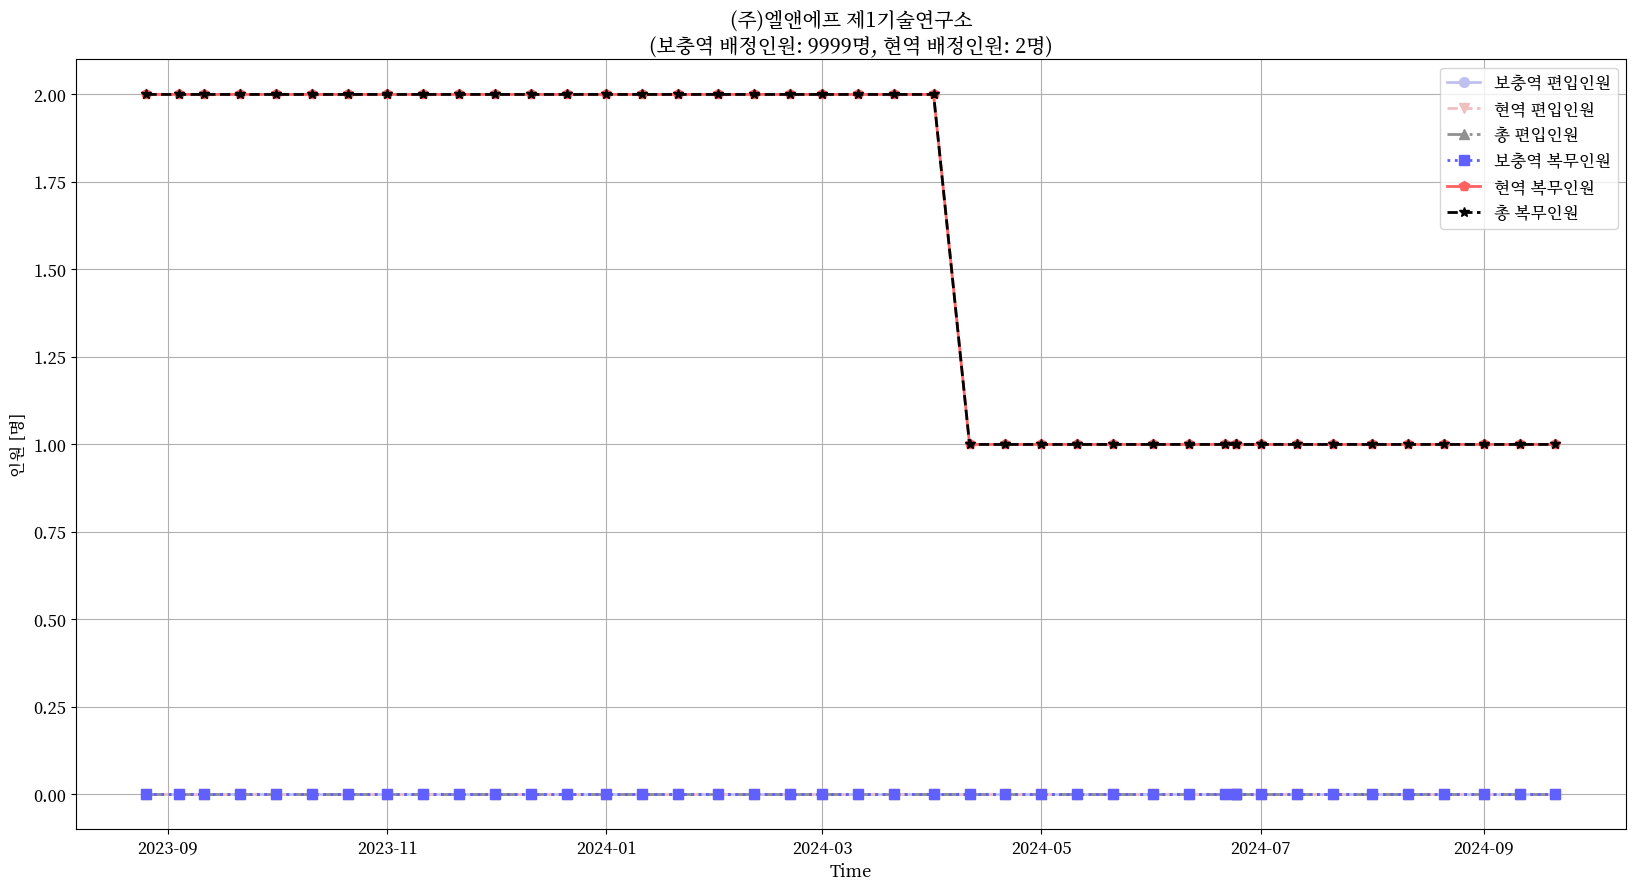 (주)엘앤에프 제1기술연구소
(보충역 배정인원: 9999명, 현역 배정인원: 2명)
보충역 편입인원
현역 편입인원
총 편입인원
보충역 복무인원
현역 복무인원
총 복무인원
인원 [명]
2.00
1.75
1.50
1.25
1.00
0.75
0.50
0.25
0.00
2023-09
2023-11
2024-01
2024-03
2024-05
2024-07
2024-09
Time